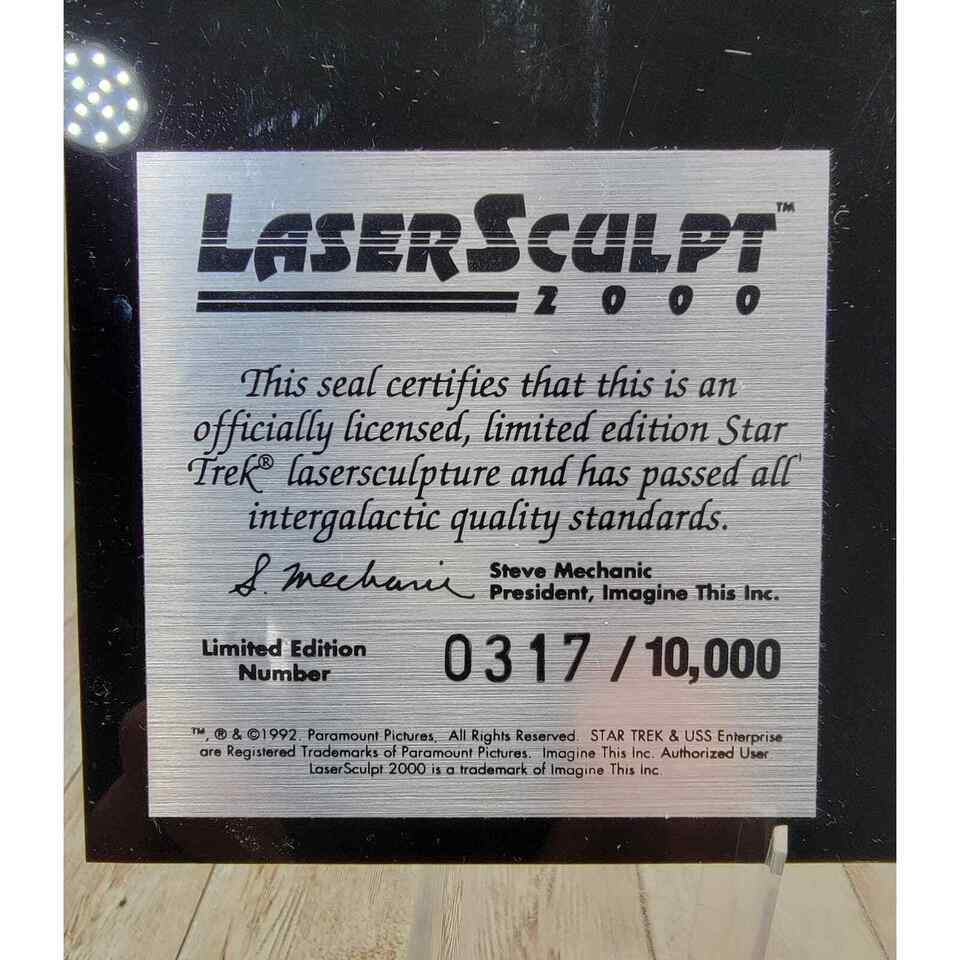 LASERSCULPT™
2000
This seal certifies that this is an
officially licensed, limited edition Star
Trek® lasersculpture and has passed all
intergalactic quality standards.
S. Mechanic
Steve Mechanic
President, Imagine This Inc.
Limited Edition
Number
0317 / 10,000
™, ® & ©1992. Paramount Pictures. All Rights Reserved. STAR TREK & USS Enterprise
are Registered Trademarks of Paramount Pictures. Imagine This Inc. Authorized User.
LaserSculpt 2000 is a trademark of Imagine This Inc.